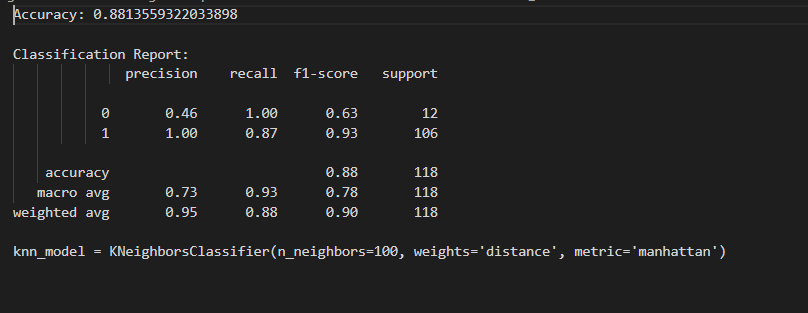 Accuracy: 0.8813559322033898
Classification Report:
precision recall f1-score support
0 0.46 1.00 0.63 12
1 1.00 0.87 0.93 106
accuracy 0.88 118
macro avg 0.73 0.93 0.78 118
weighted avg 0.95 0.88 0.90 118
knn_model = KNeighborsClassifier(n_neighbors=100, weights='distance', metric='manhattan')